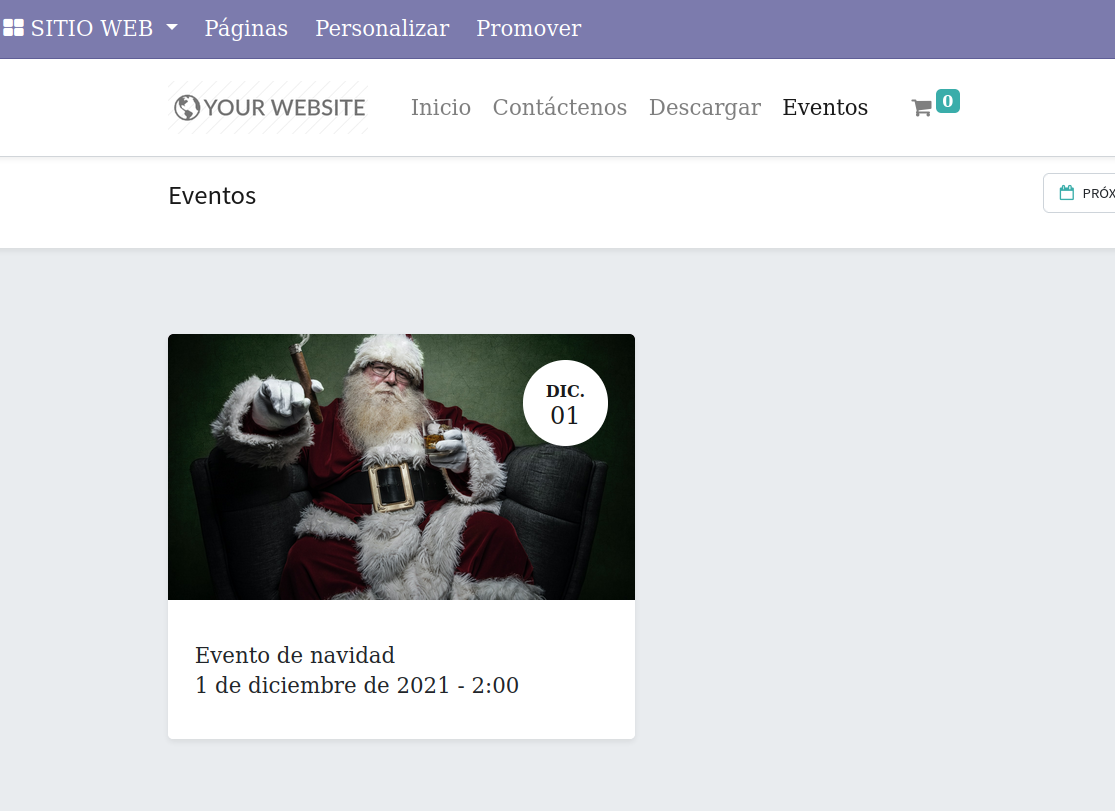 SITIO WEB Páginas Personalizar Promover
YOUR WEBSITE Inicio Contáctenos Descargar Eventos 0
Eventos
DIC.
01
Evento de navidad
1 de diciembre de 2021 - 2:00